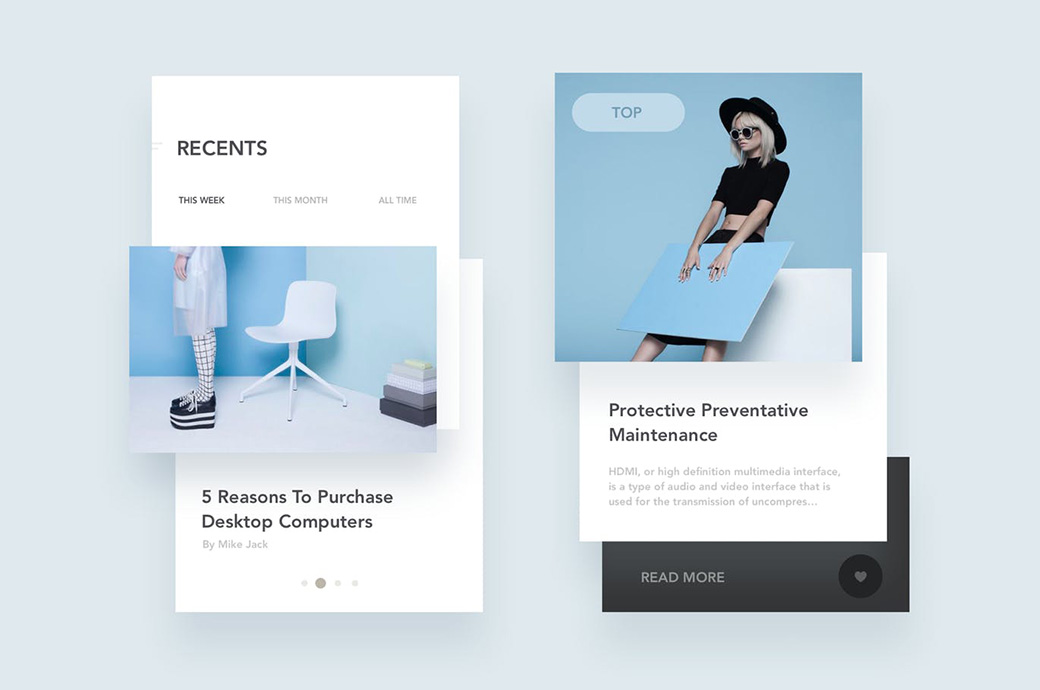 RECENTS
THIS WEEK
THIS MONTH
ALL TIME
5 Reasons To Purchase
Desktop Computers
By Mike Jack
TOP
Protective Preventative
Maintenance
HDMI, or high definition multimedia interface,
is a type of audio and video interface that is
used for the transmission of uncompres...
READ MORE